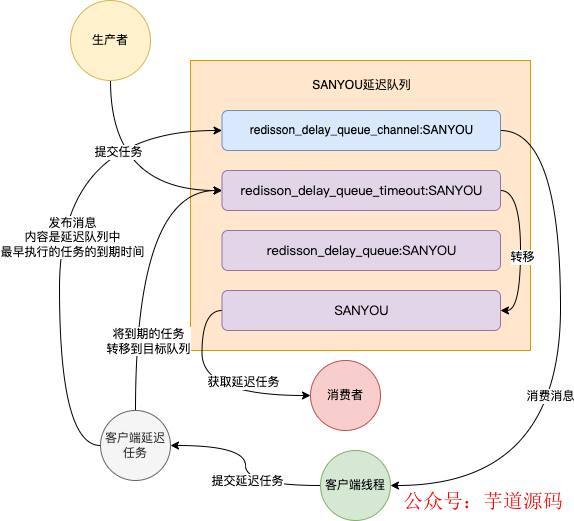 生产者
SANYOU延迟队列
redisson_delay_queue_channel:SANYOU
提交任务
redisson_delay_queue_timeout:SANYOU
发布消息
内容是延迟队列中
最早执行的任务的到期时间
redisson_delay_queue:SANYOU
转移
SANYOU
将到期的任务
转移到目标队列
获取延迟任务
消费者
消费消息
客户端延迟
任务
提交延迟任务
客户端线程
公众号：芋道源码